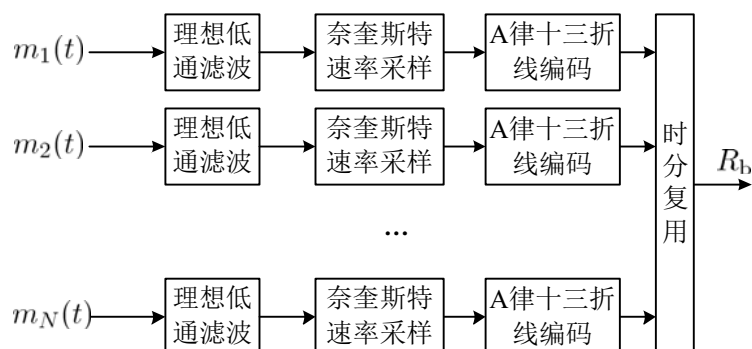 m₁(t)
理想低
通滤波
奈奎斯特
速率采样
A律十三折
线编码
m₂(t)
理想低
通滤波
奈奎斯特
速率采样
A律十三折
线编码
...
m_N(t)
理想低
通滤波
奈奎斯特
速率采样
A律十三折
线编码
时
分
复
用
R_b